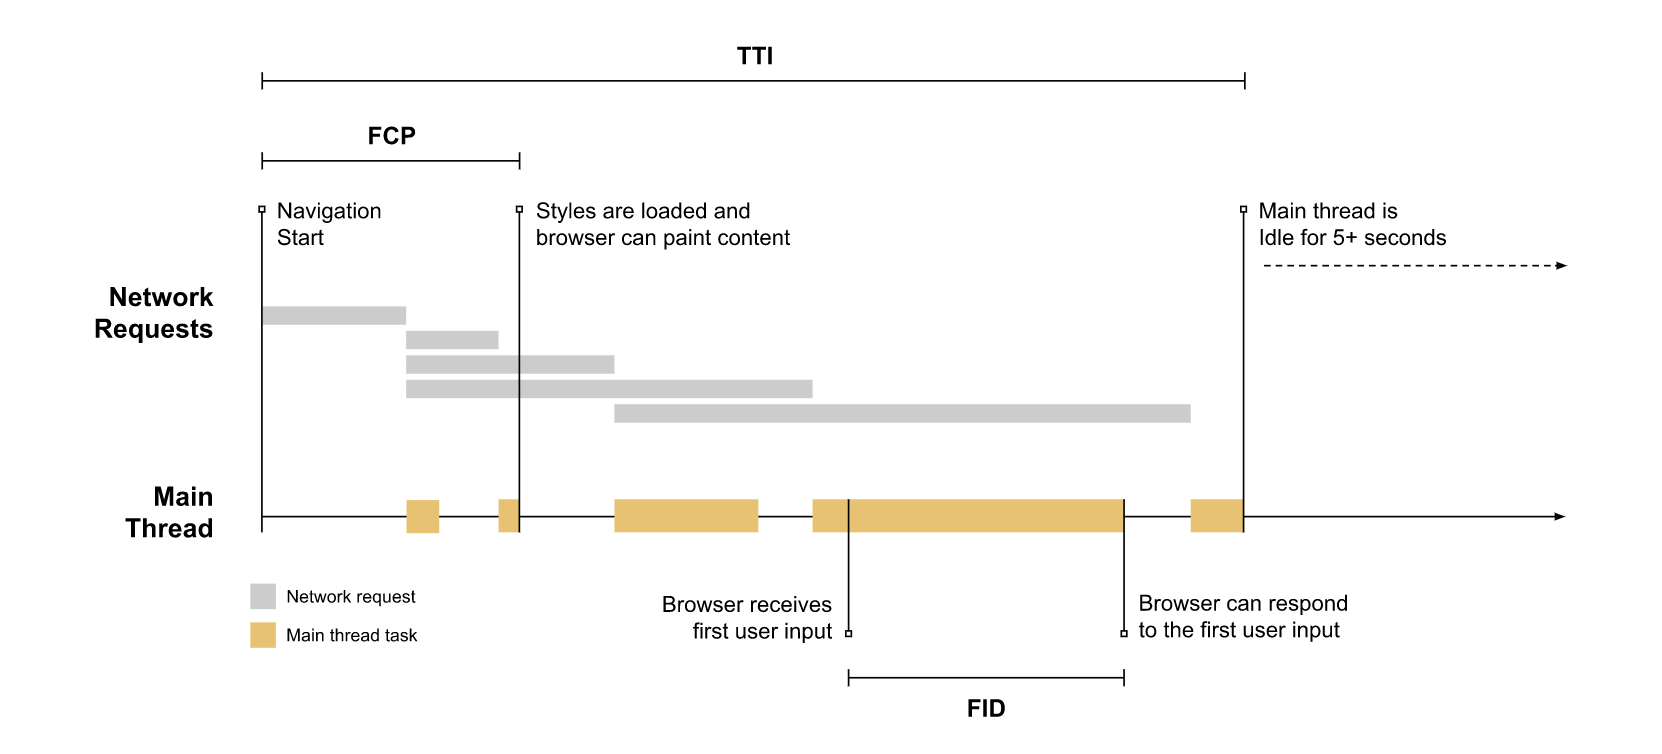 TTI
FCP
Navigation
Start
Styles are loaded and
browser can paint content
Main thread is
Idle for 5+ seconds
Network
Requests
Main
Thread
Network request
Main thread task
Browser receives
first user input
Browser can respond
to the first user input
FID